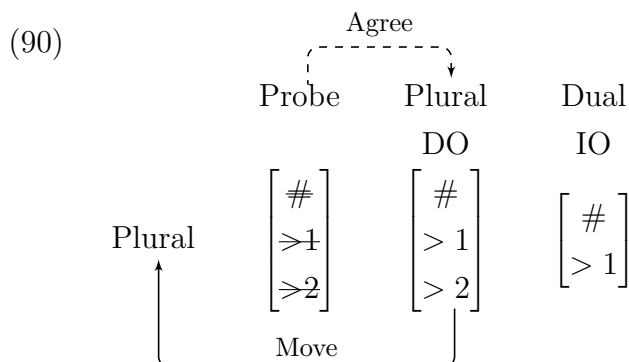 (90)
Agree
Probe Plural Dual
DO IO
# # #
Plural >1 > 1 > 1
>2 > 2
Move